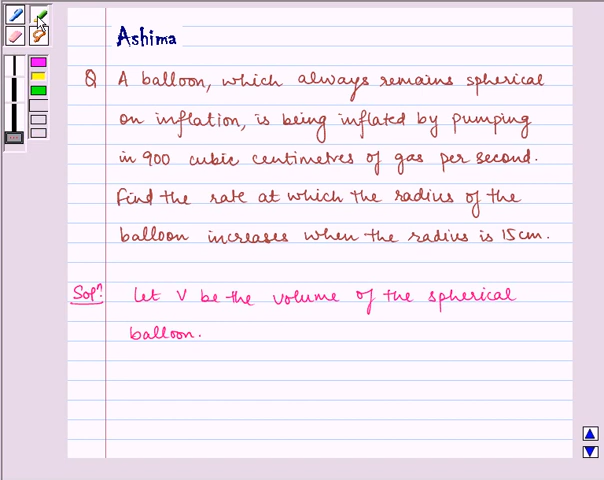 Ashima
Q A balloon, which always remains spherical
on inflation, is being inflated by pumping
in 900 cubic centimetres of gas per second.
Find the rate at which the radius of the
balloon increases when the radius is 15cm.
Solⁿ: Let V be the volume of the spherical
balloon.